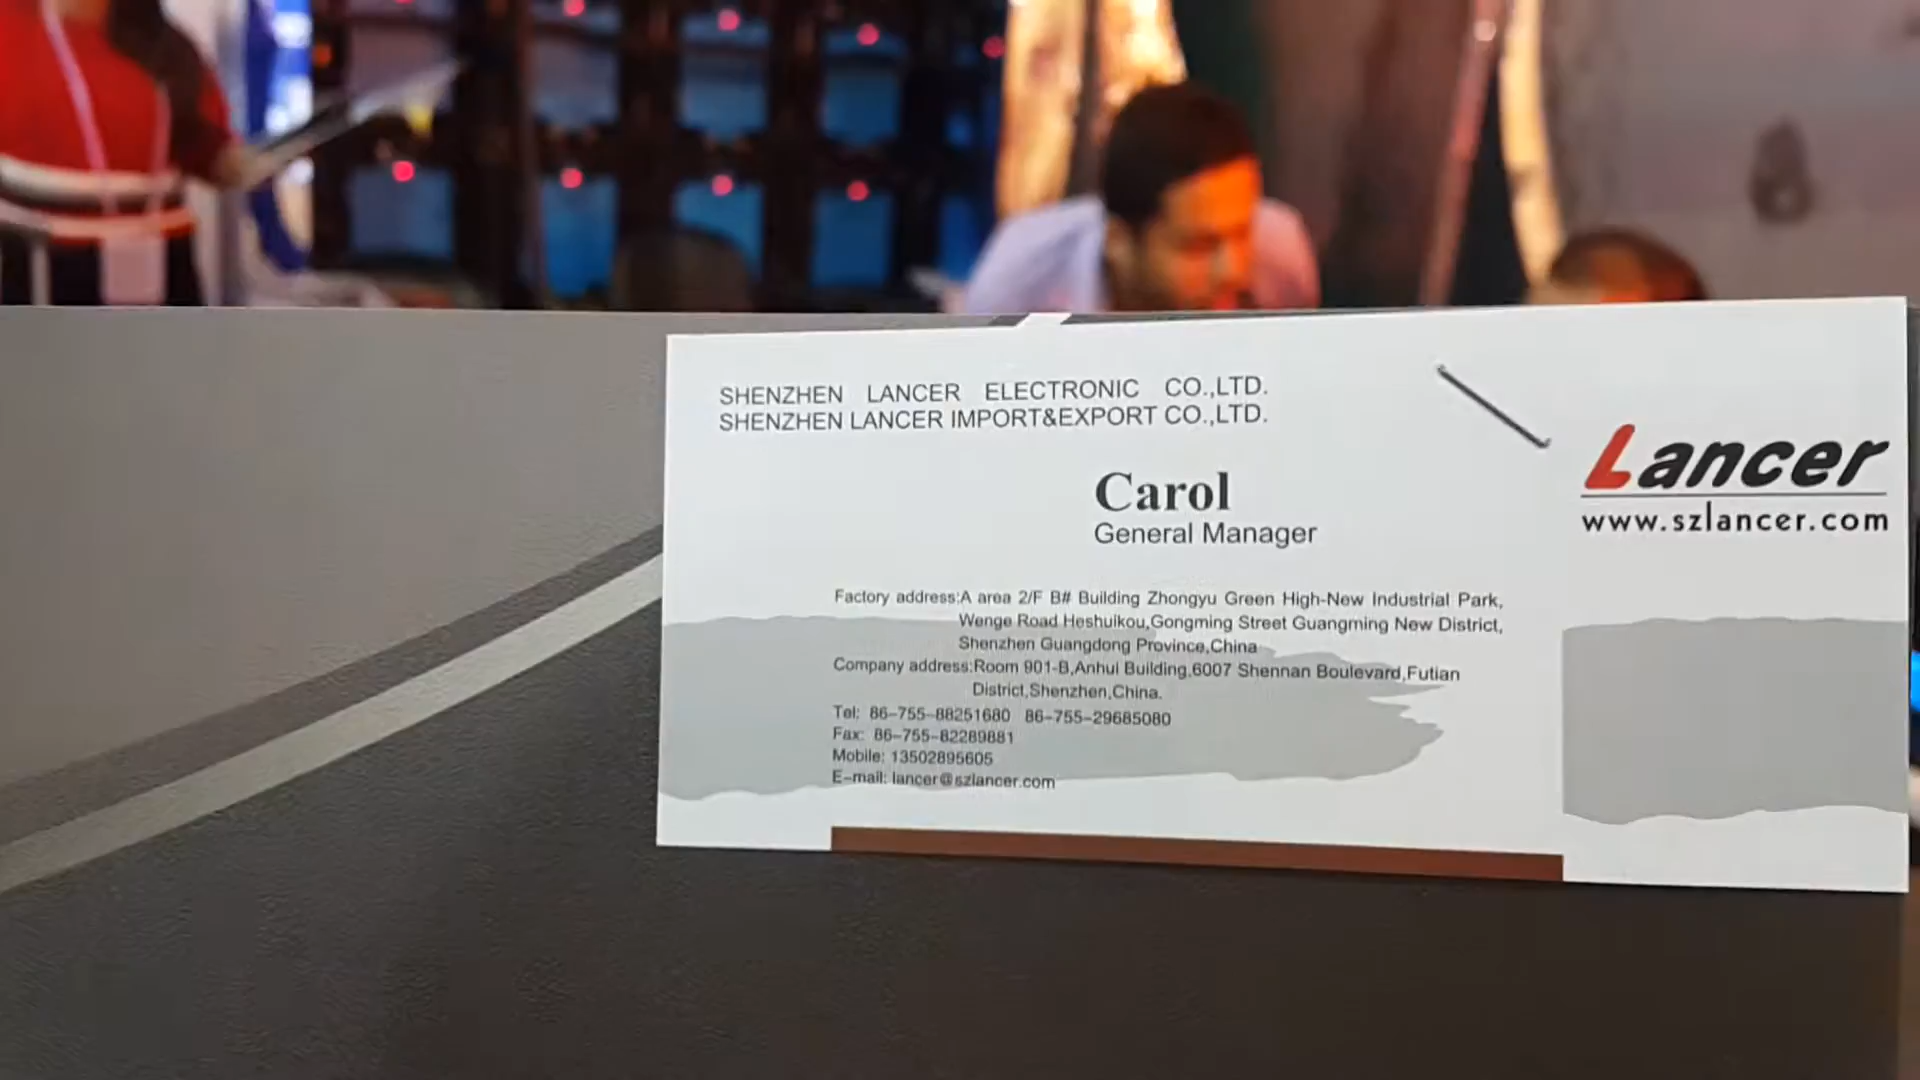 SHENZHEN LANCER ELECTRONIC CO.,LTD.
SHENZHEN LANCER IMPORT&EXPORT CO.,LTD.
Lancer
www.szlancer.com
Carol
General Manager
Factory address:A area 2/F B# Building Zhongyu Green High-New Industrial Park,
Wenge Road Heshuikou,Gongming Street Guangming New District,
Shenzhen Guangdong Province,China
Company address:Room 901-B,Anhui Building,6007 Shennan Boulevard,Futian
District,Shenzhen,China.
Tel: 86-755-88251680 86-755-29685080
Fax: 86-755-82289881
Mobile: 13502895605
E-mail: lancer@szlancer.com